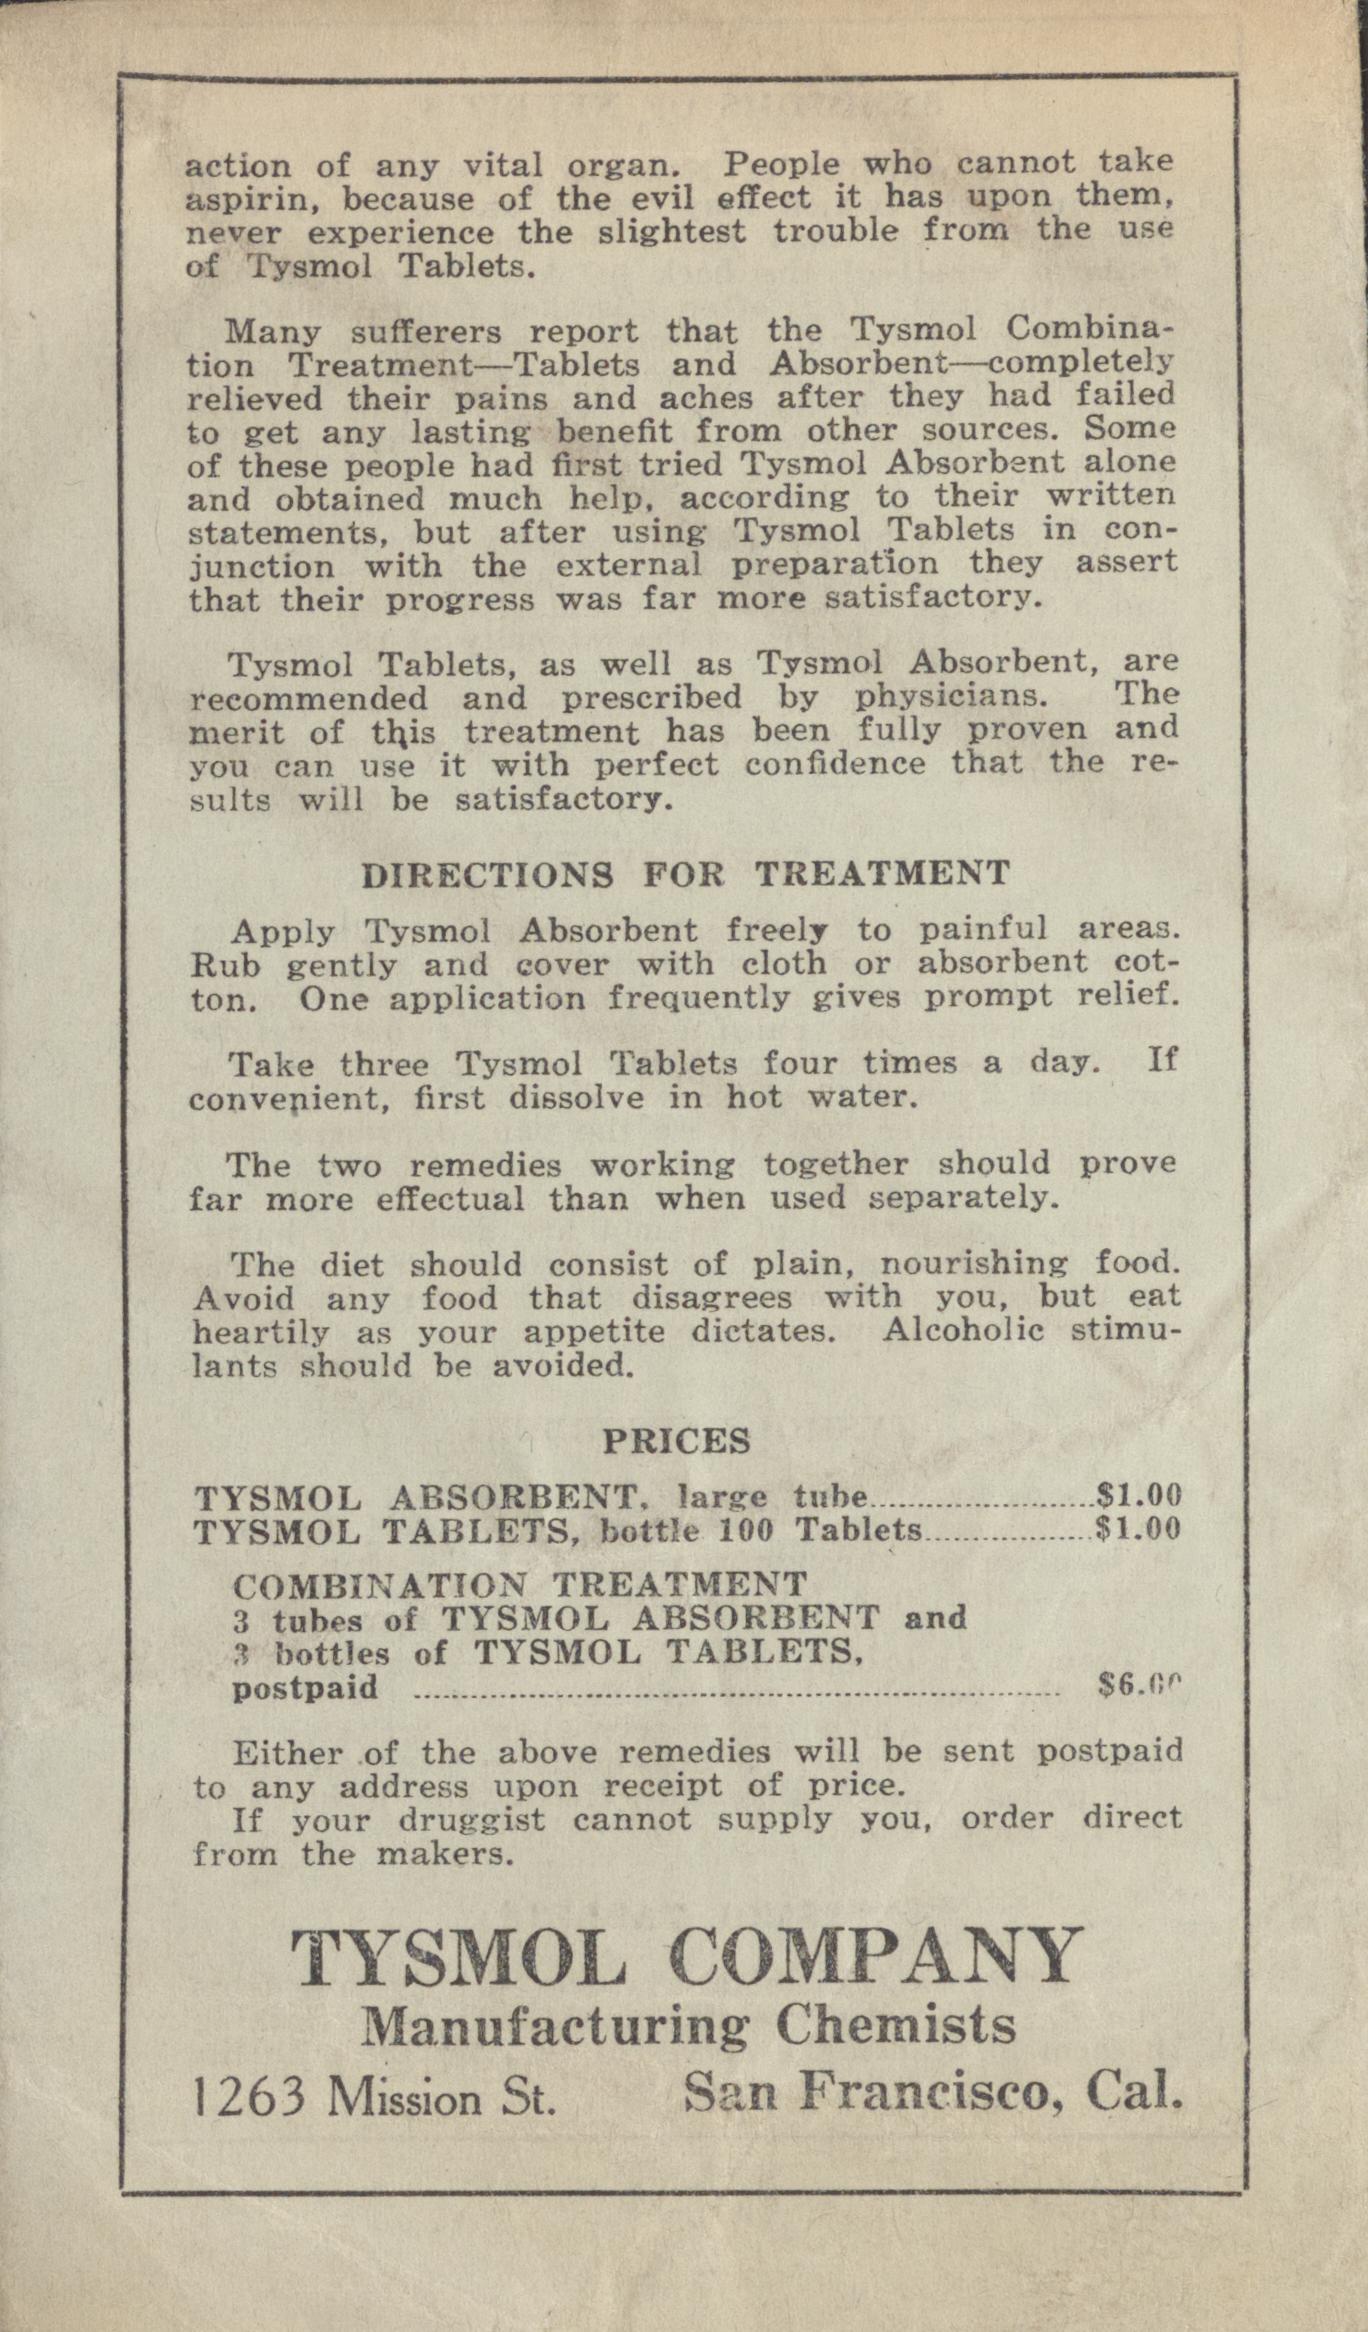 action of any vital organ. People who cannot take
aspirin, because of the evil effect it has upon them,
never experience the slightest trouble from the use
of Tysmol Tablets.
Many sufferers report that the Tysmol Combina-
tion Treatment—Tablets and Absorbent—completely
relieved their pains and aches after they had failed
to get any lasting benefit from other sources. Some
of these people had first tried Tysmol Absorbent alone
and obtained much help, according to their written
statements, but after using Tysmol Tablets in con-
junction with the external preparation they assert
that their progress was far more satisfactory.
Tysmol Tablets, as well as Tysmol Absorbent, are
recommended and prescribed by physicians. The
merit of this treatment has been fully proven and
you can use it with perfect confidence that the re-
sults will be satisfactory.
DIRECTIONS FOR TREATMENT
Apply Tysmol Absorbent freely to painful areas.
Rub gently and cover with cloth or absorbent cot-
ton. One application frequently gives prompt relief.
Take three Tysmol Tablets four times a day. If
convenient, first dissolve in hot water.
The two remedies working together should prove
far more effectual than when used separately.
The diet should consist of plain, nourishing food.
Avoid any food that disagrees with you, but eat
heartily as your appetite dictates. Alcoholic stimu-
lants should be avoided.
PRICES
TYSMOL ABSORBENT, large tube........................$1.00
TYSMOL TABLETS, bottle 100 Tablets..................$1.00
COMBINATION TREATMENT
3 tubes of TYSMOL ABSORBENT and
3 bottles of TYSMOL TABLETS,
postpaid ................................................................ $6.00
Either of the above remedies will be sent postpaid
to any address upon receipt of price.
If your druggist cannot supply you, order direct
from the makers.
TYSMOL COMPANY
Manufacturing Chemists
1263 Mission St. San Francisco, Cal.